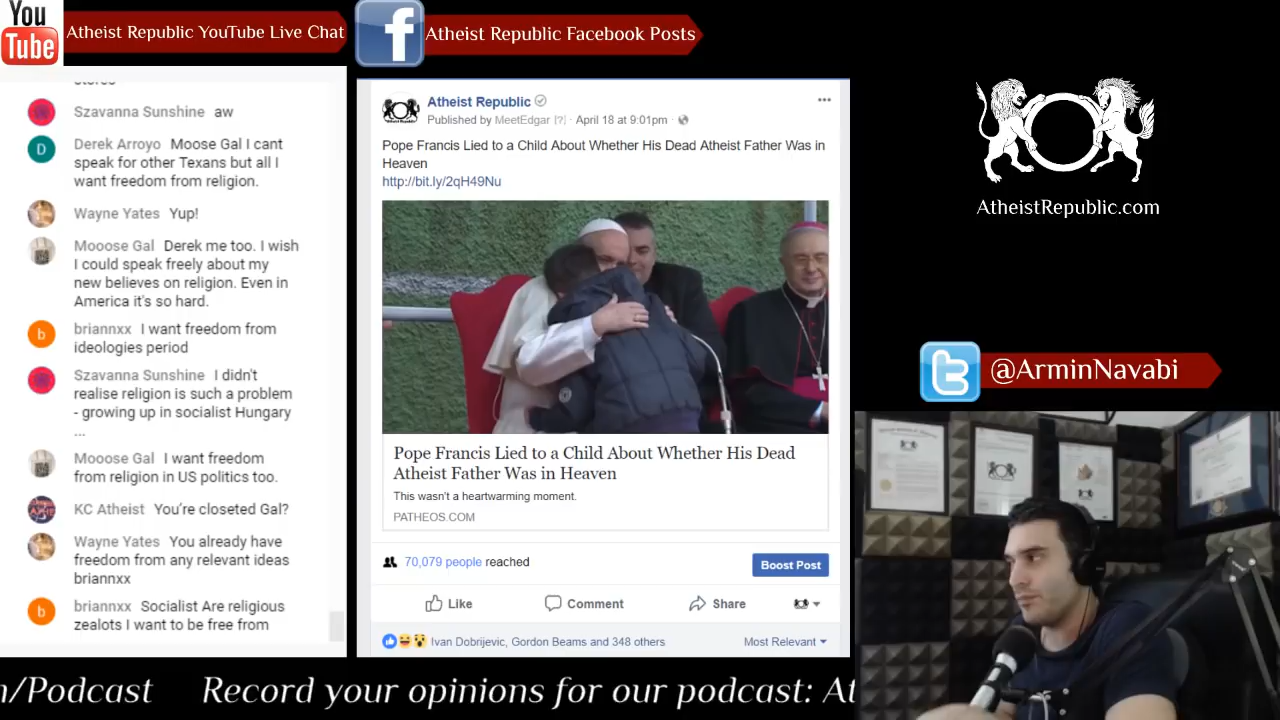 You
Tube
Atheist Republic YouTube Live Chat
Atheist Republic Facebook Posts
Szavanna Sunshine aw
Derek Arroyo Moose Gal I cant
speak for other Texans but all I
want freedom from religion.
Wayne Yates Yup!
Mooose Gal Derek me too. I wish
I could speak freely about my
new believes on religion. Even in
America it's so hard.
briannxx I want freedom from
ideologies period
Szavanna Sunshine I didn't
realise religion is such a problem
- growing up in socialist Hungary
...
Mooose Gal I want freedom
from religion in US politics too.
KC Atheist You're closeted Gal?
Wayne Yates You already have
freedom from any relevant ideas
briannxx
briannxx Socialist Are religious
zealots I want to be free from
Atheist Republic
Published by MeetEdgar [?] · April 18 at 9:01pm ·
Pope Francis Lied to a Child About Whether His Dead Atheist Father Was in
Heaven
http://bit.ly/2qH49Nu
Pope Francis Lied to a Child About Whether His Dead
Atheist Father Was in Heaven
This wasn't a heartwarming moment.
PATHEOS.COM
70,079 people reached
Boost Post
Like Comment Share
Ivan Dobrijevic, Gordon Beams and 348 others
Most Relevant
AtheistRepublic.com
@ArminNavabi
n/Podcast Record your opinions for our podcast: At